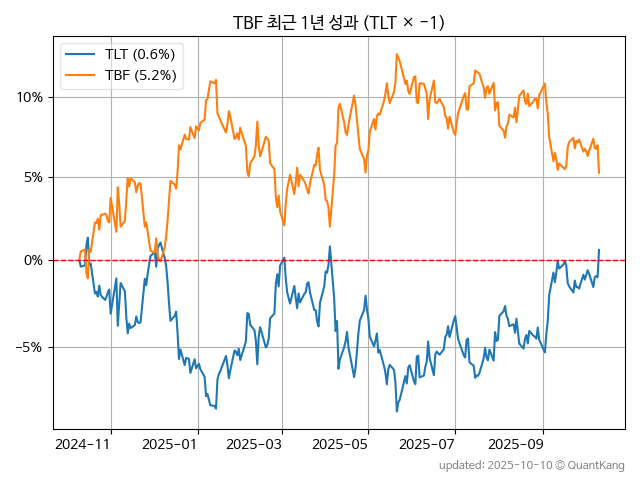 TBF 최근 1년 성과 (TLT × -1)
TLT (0.6%)
TBF (5.2%)
10%
5%
0%
−5%
2024-11
2025-01
2025-03
2025-05
2025-07
2025-09
updated: 2025-10-10 © QuantKang